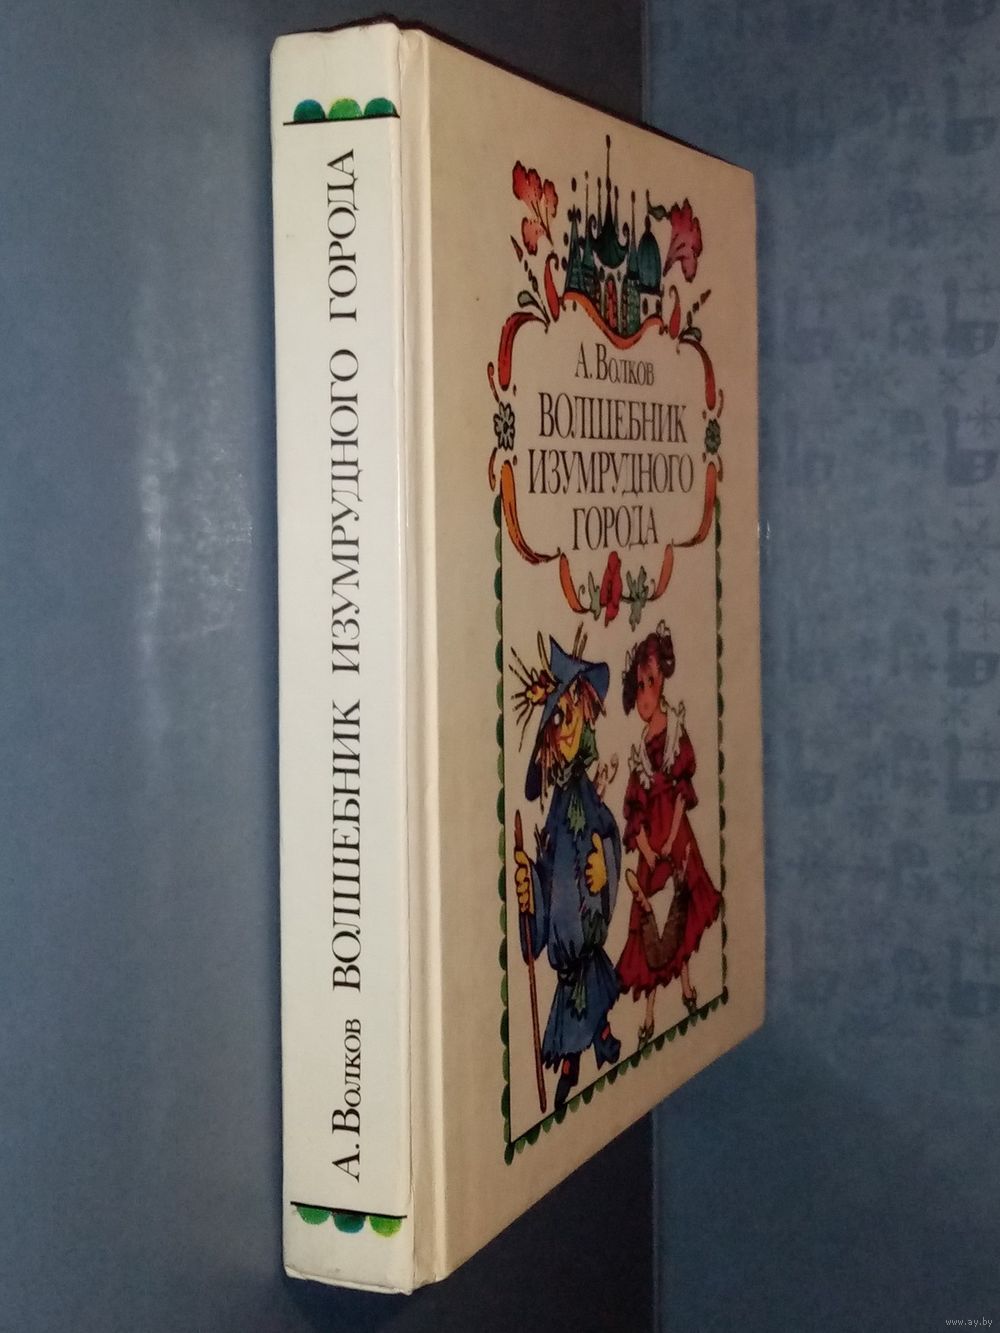 А. Волков ВОЛШЕБНИК ИЗУМРУДНОГО ГОРОДА
А. Волков
ВОЛШЕБНИК
ИЗУМРУДНОГО
ГОРОДА
www.ay.by